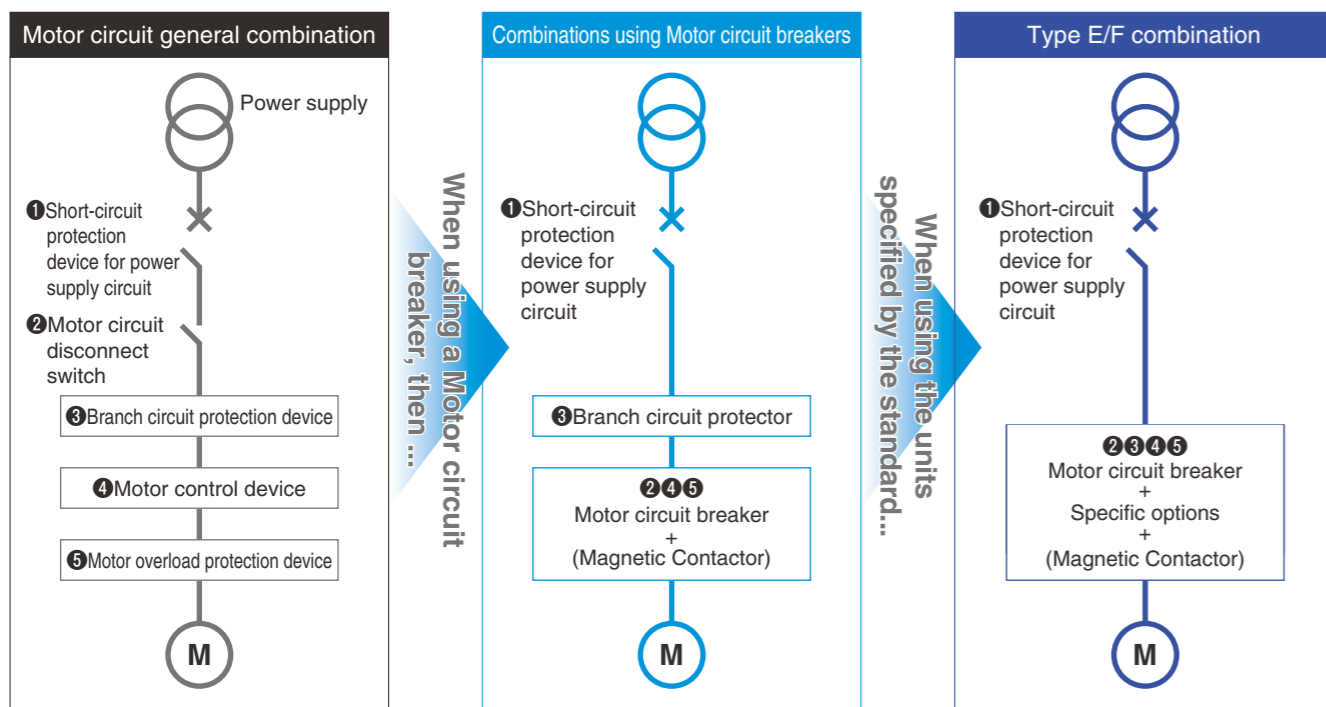 Motor circuit general combination
Power supply
❶Short-circuit
protection
device for power
supply circuit
❷Motor circuit
disconnect
switch
❸Branch circuit protection device
❹Motor control device
❺Motor overload protection device
M
When using a Motor circuit
breaker, then ...
Combinations using Motor circuit breakers
❶Short-circuit
protection
device for
power supply
circuit
❸Branch circuit protector
❷❹❺
Motor circuit breaker
+
(Magnetic Contactor)
M
When using the units
specified by the standard...
Type E/F combination
❶Short-circuit
protection
device for
power supply
circuit
❷❸❹❺
Motor circuit breaker
+
Specific options
+
(Magnetic Contactor)
M